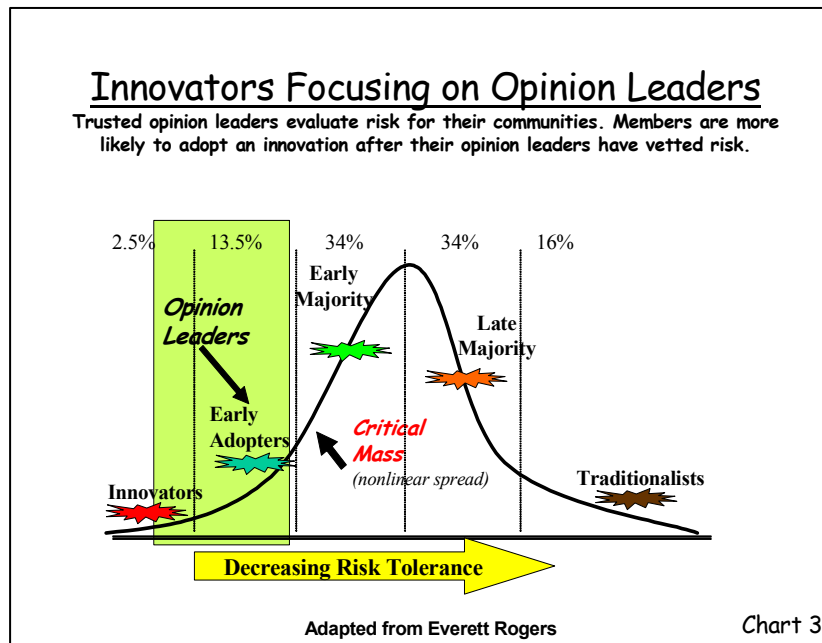 Innovators Focusing on Opinion Leaders
Trusted opinion leaders evaluate risk for their communities. Members are more
likely to adopt an innovation after their opinion leaders have vetted risk.
2.5% 13.5% 34% 34% 16%
Early
Majority
Opinion
Leaders
Late
Majority
Early
Adopters
Critical
Mass
(nonlinear spread)
Innovators
Traditionalists
Decreasing Risk Tolerance
Adapted from Everett Rogers
Chart 3